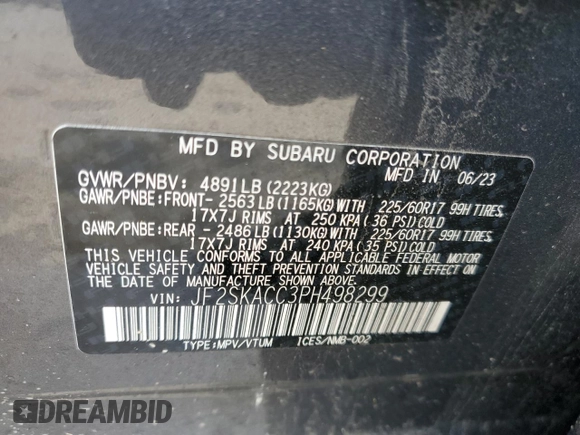 MFD BY SUBARU CORPORATION
GVWR/PNBV: 4891LB(2223KG) MFD IN 06/23
GAWR/PNBE:FRONT-2563LB(1165KG)WITH 225/60R17 99H TIRES,
17X7J RIMS AT 250 KPA(36 PSI)COLD
GAWR/PNBE:REAR -2486LB(1130KG)WITH 225/60R17 99H TIRES,
17X7J RIMS AT 240 KPA(35 PSI)COLD
THIS VEHICLE CONFORMS TO ALL APPLICABLE FEDERAL MOTOR
VEHICLE SAFETY AND THEFT PREVENTION STANDARDS IN EFFECT ON
THE DATE OF MANUFACTURE SHOWN ABOVE.
VIN: JF2SKACC3PH498299
TYPE:MPV/VTUM ICES/NMB-002
DREAMBID